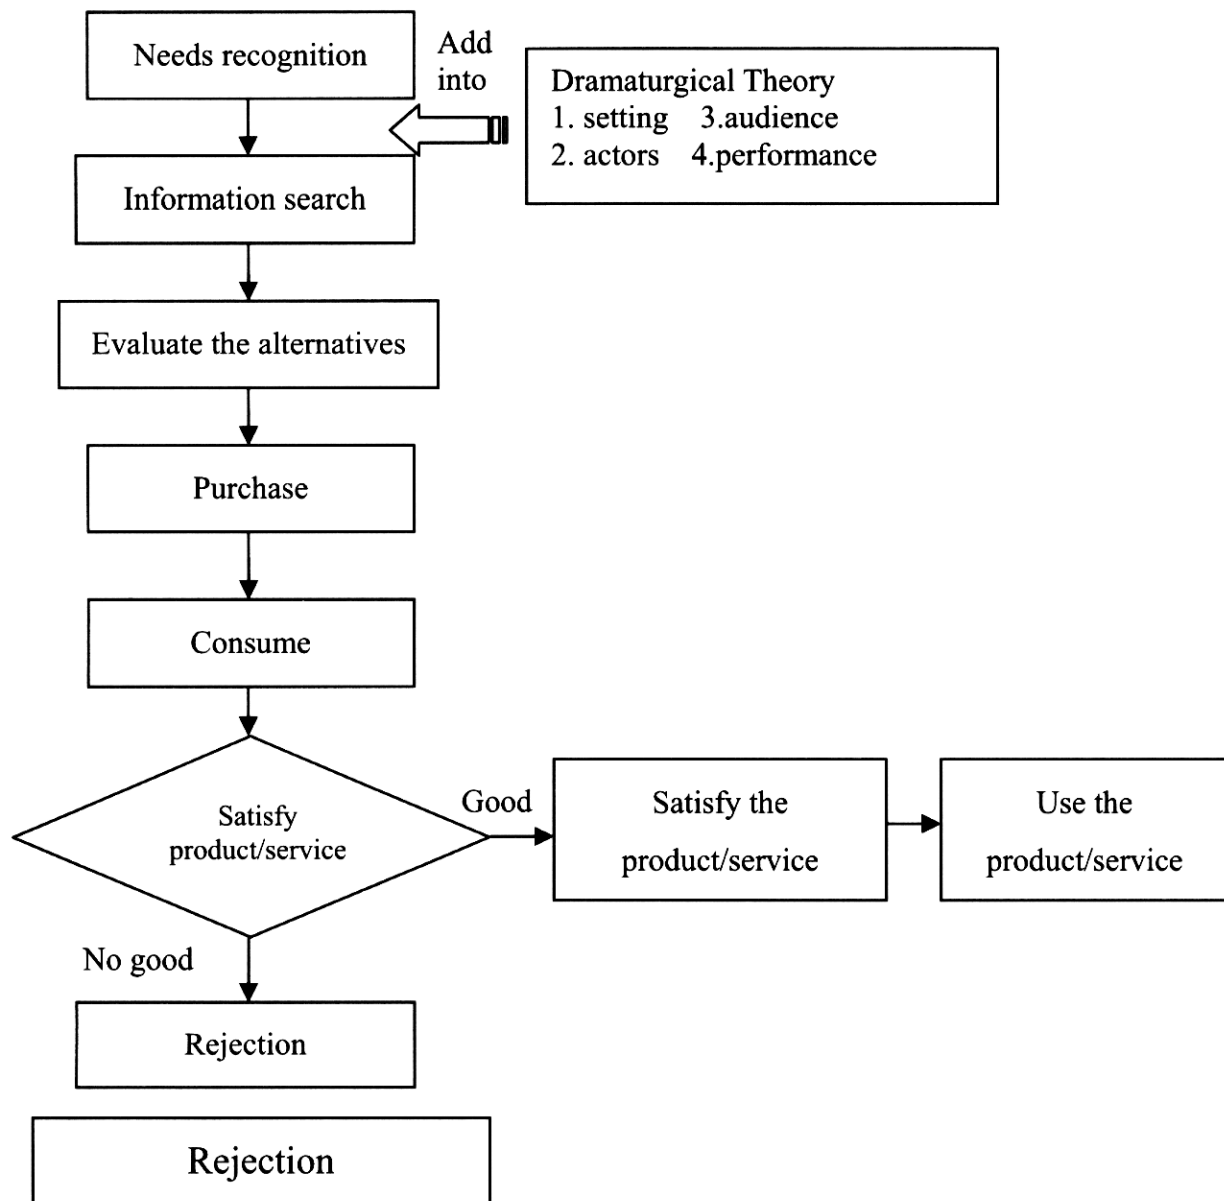 Needs recognition
Add
into
Dramaturgical Theory
1. setting 3.audience
2. actors 4.performance
Information search
Evaluate the alternatives
Purchase
Consume
Satisfy
product/service
Good
Satisfy the
product/service
Use the
product/service
No good
Rejection
Rejection